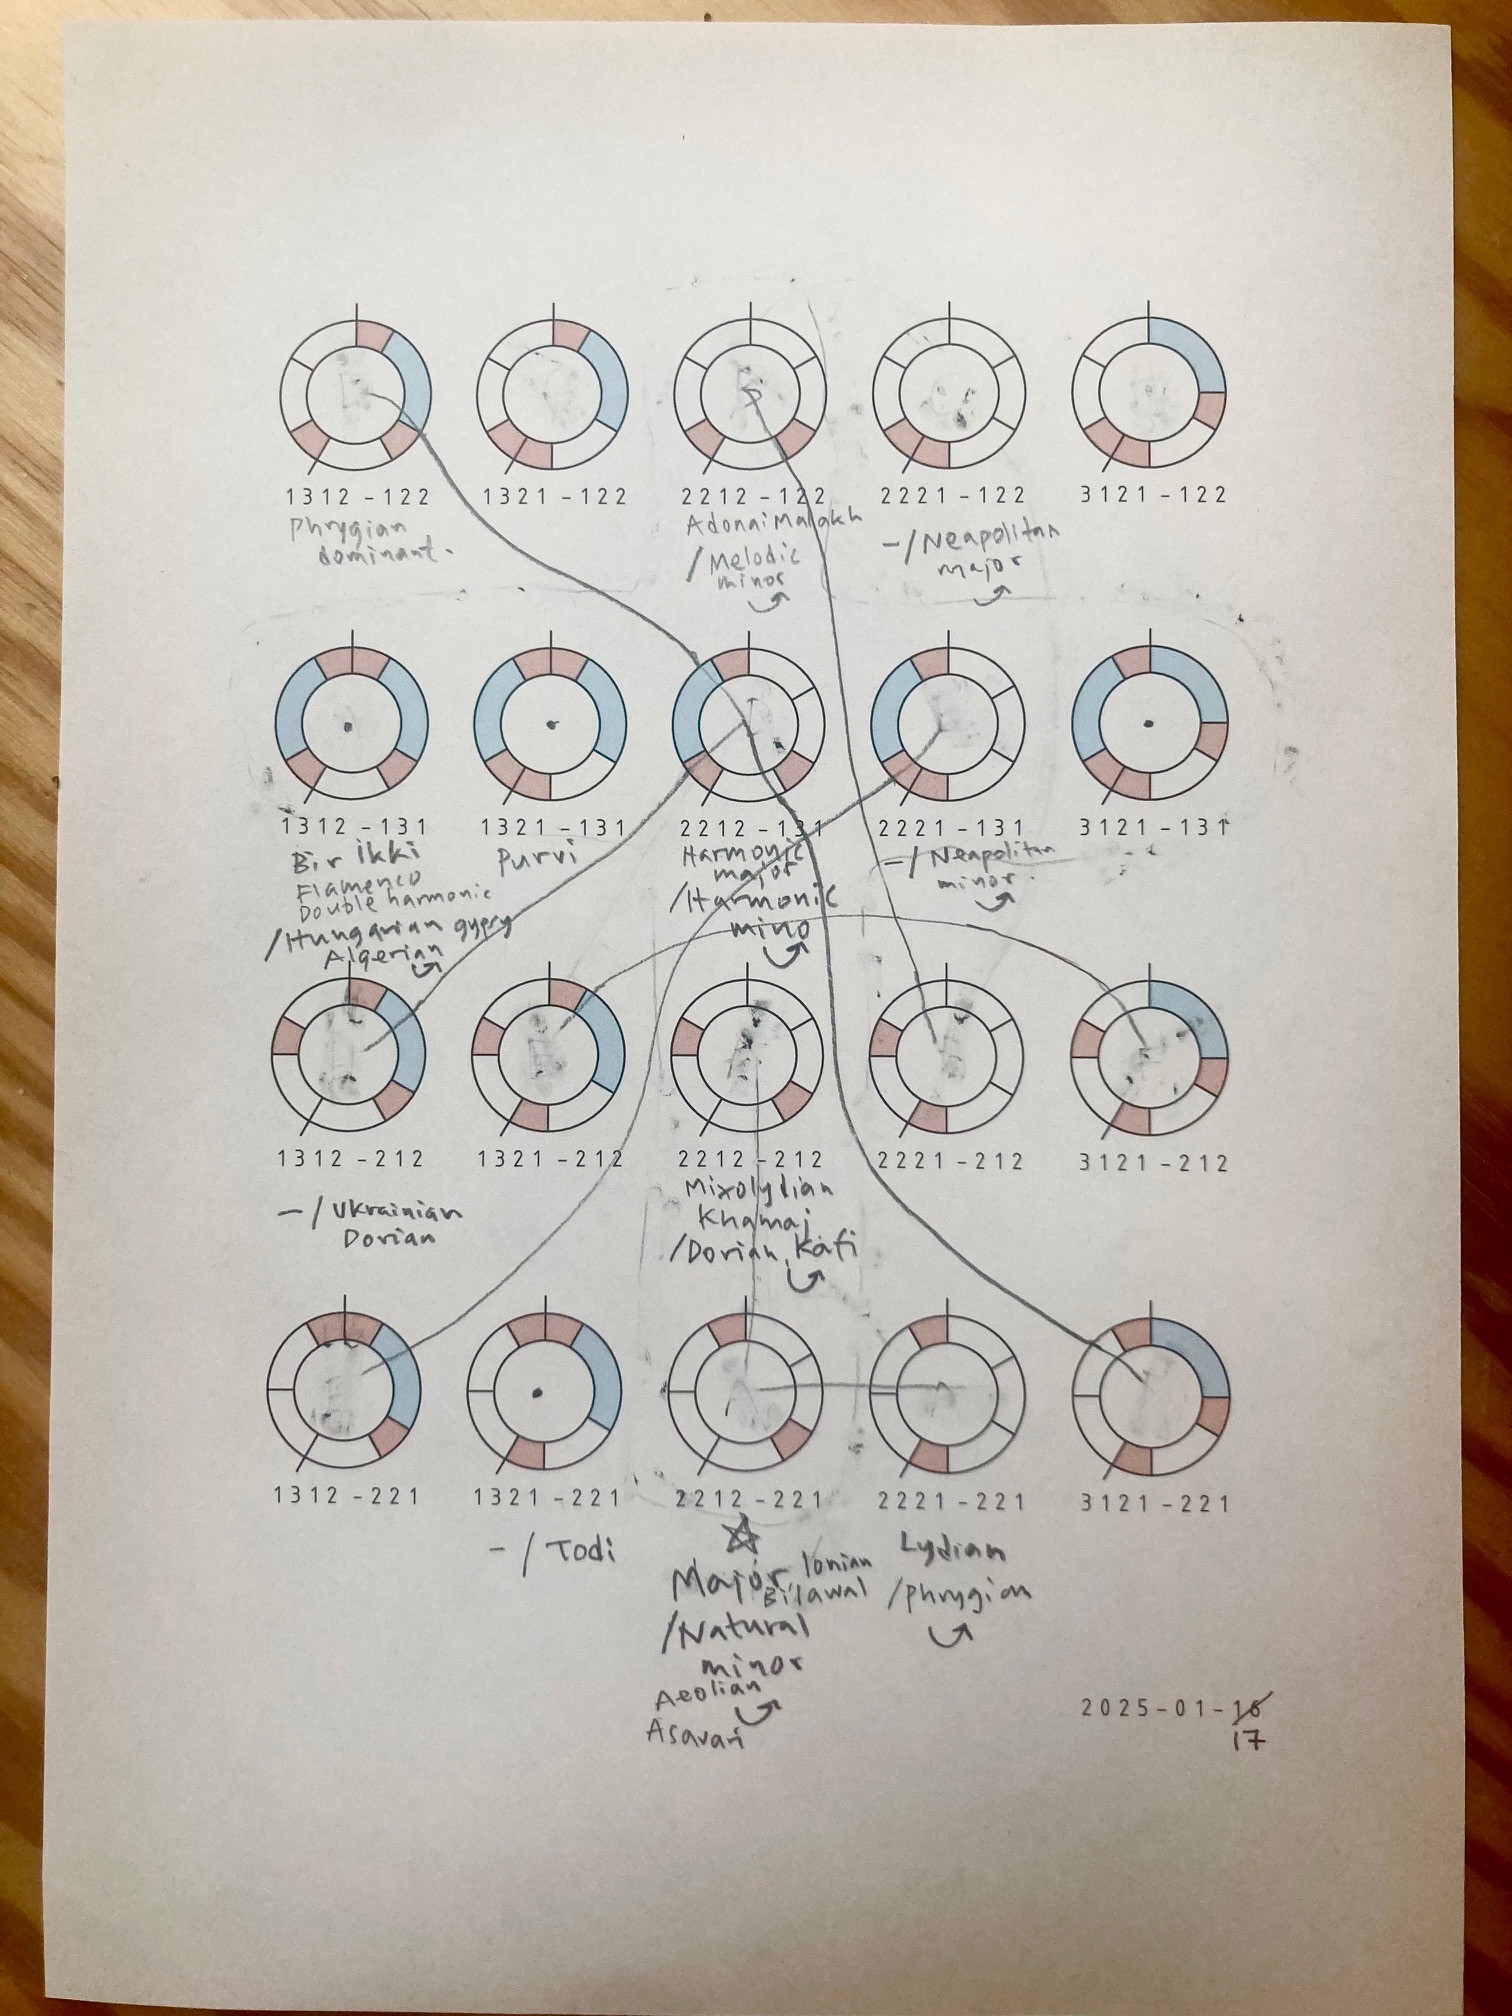 1312-122
1321-122
2212-122
2221-122
3121-122
Phrygian
dominant.
Adonai Malakh
/Melodic
minor
-/Neapolitan
major
1312-131
1321-131
2212-131
2221-131
3121-131
Bir Ikki
Flamenco
Double harmonic
/Hungarian gypsy
Algerian
Purvi
Harmonic
major
/Harmonic
mino
-/Neapolitan
minor.
1312-212
1321-212
2212-212
2221-212
3121-212
-/Ukrainian
Dorian
Mixolydian
Khamaj
/Dorian, Kafi
1312-221
1321-221
2212-221
2221-221
3121-221
-/Todi
Major, Ionian
Bilawal
/Natural
minor
Aeolian
Asavari
Lydian
/Phrygian
2025-01-16
17